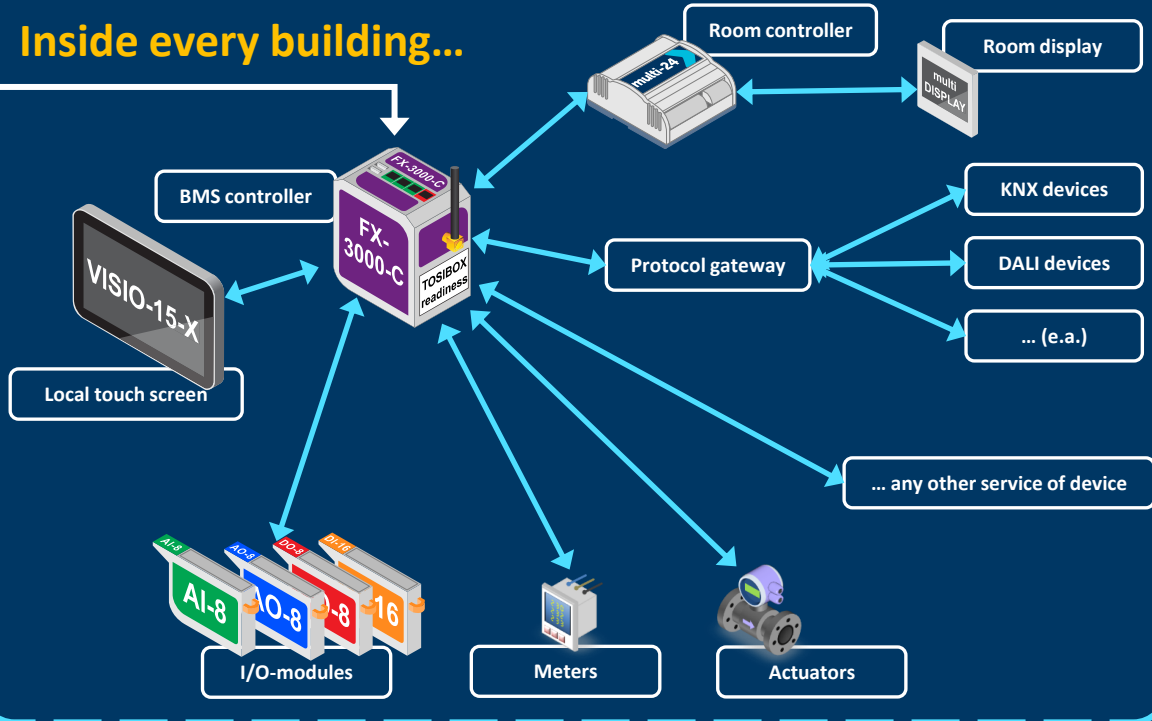 Inside every building...
Room controller
Room display
multi-24
multi
DISPLAY
FX-3000-C
BMS controller
FX-
3000-C
TOSIBOX
readiness
KNX devices
Protocol gateway
DALI devices
... (e.a.)
VISIO-15-X
Local touch screen
... any other service of device
AI-8
AO-8
DO-8
DI-16
AI-8
AO-8
O-8
16
I/O-modules
Meters
Actuators